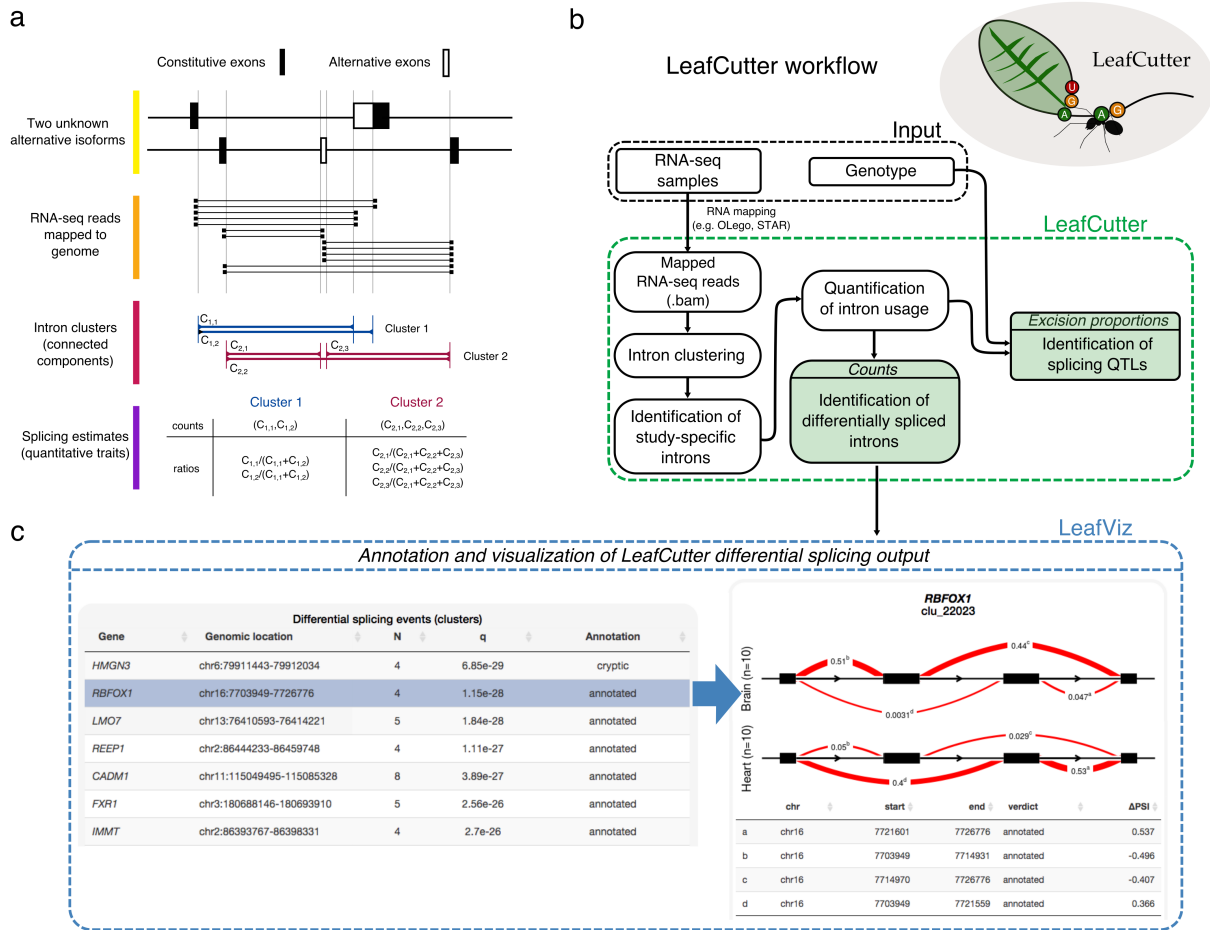 a
Constitutive exons
Alternative exons
Two unknown
alternative isoforms
RNA-seq reads
mapped to
genome
Intron clusters
(connected
components)
C1,1
C1,2
Cluster 1
C2,1
C2,3
C2,2
Cluster 2
Splicing estimates
(quantitative traits)
Cluster 1 Cluster 2
counts (C1,1,C1,2) (C2,1,C2,2,C2,3)
ratios
C1,1/(C1,1+C1,2)
C1,2/(C1,1+C1,2)
C2,1/(C2,1+C2,2+C2,3)
C2,2/(C2,1+C2,2+C2,3)
C2,3/(C2,1+C2,2+C2,3)
b
LeafCutter workflow
LeafCutter
U
G
A
A
G
Input
RNA-seq
samples
Genotype
RNA mapping
(e.g. OLego, STAR)
LeafCutter
Mapped
RNA-seq reads
(.bam)
Intron clustering
Identification of
study-specific
introns
Quantification
of intron usage
Counts
Identification of
differentially spliced
introns
Excision proportions
Identification of
splicing QTLs
c
LeafViz
Annotation and visualization of LeafCutter differential splicing output
Differential splicing events (clusters)
Gene Genomic location N q Annotation
HMGN3 chr6:79911443-79912034 4 6.85e-29 cryptic
RBFOX1 chr16:7703949-7726776 4 1.15e-28 annotated
LMO7 chr13:76410593-76414221 5 1.84e-28 annotated
REEP1 chr2:86444233-86459748 4 1.11e-27 annotated
CADM1 chr11:115049495-115085328 8 3.89e-27 annotated
FXR1 chr3:180688146-180693910 5 2.56e-26 annotated
IMMT chr2:86393767-86398331 4 2.7e-26 annotated
RBFOX1
clu_22023
Brain (n=10)
0.51b
0.44c
0.0031d
0.047a
Heart (n=10)
0.05b
0.029c
0.4d
0.53a
chr start end verdict ΔPSI
a chr16 7721601 7726776 annotated 0.537
b chr16 7703949 7714931 annotated -0.496
c chr16 7714970 7726776 annotated -0.407
d chr16 7703949 7721559 annotated 0.366